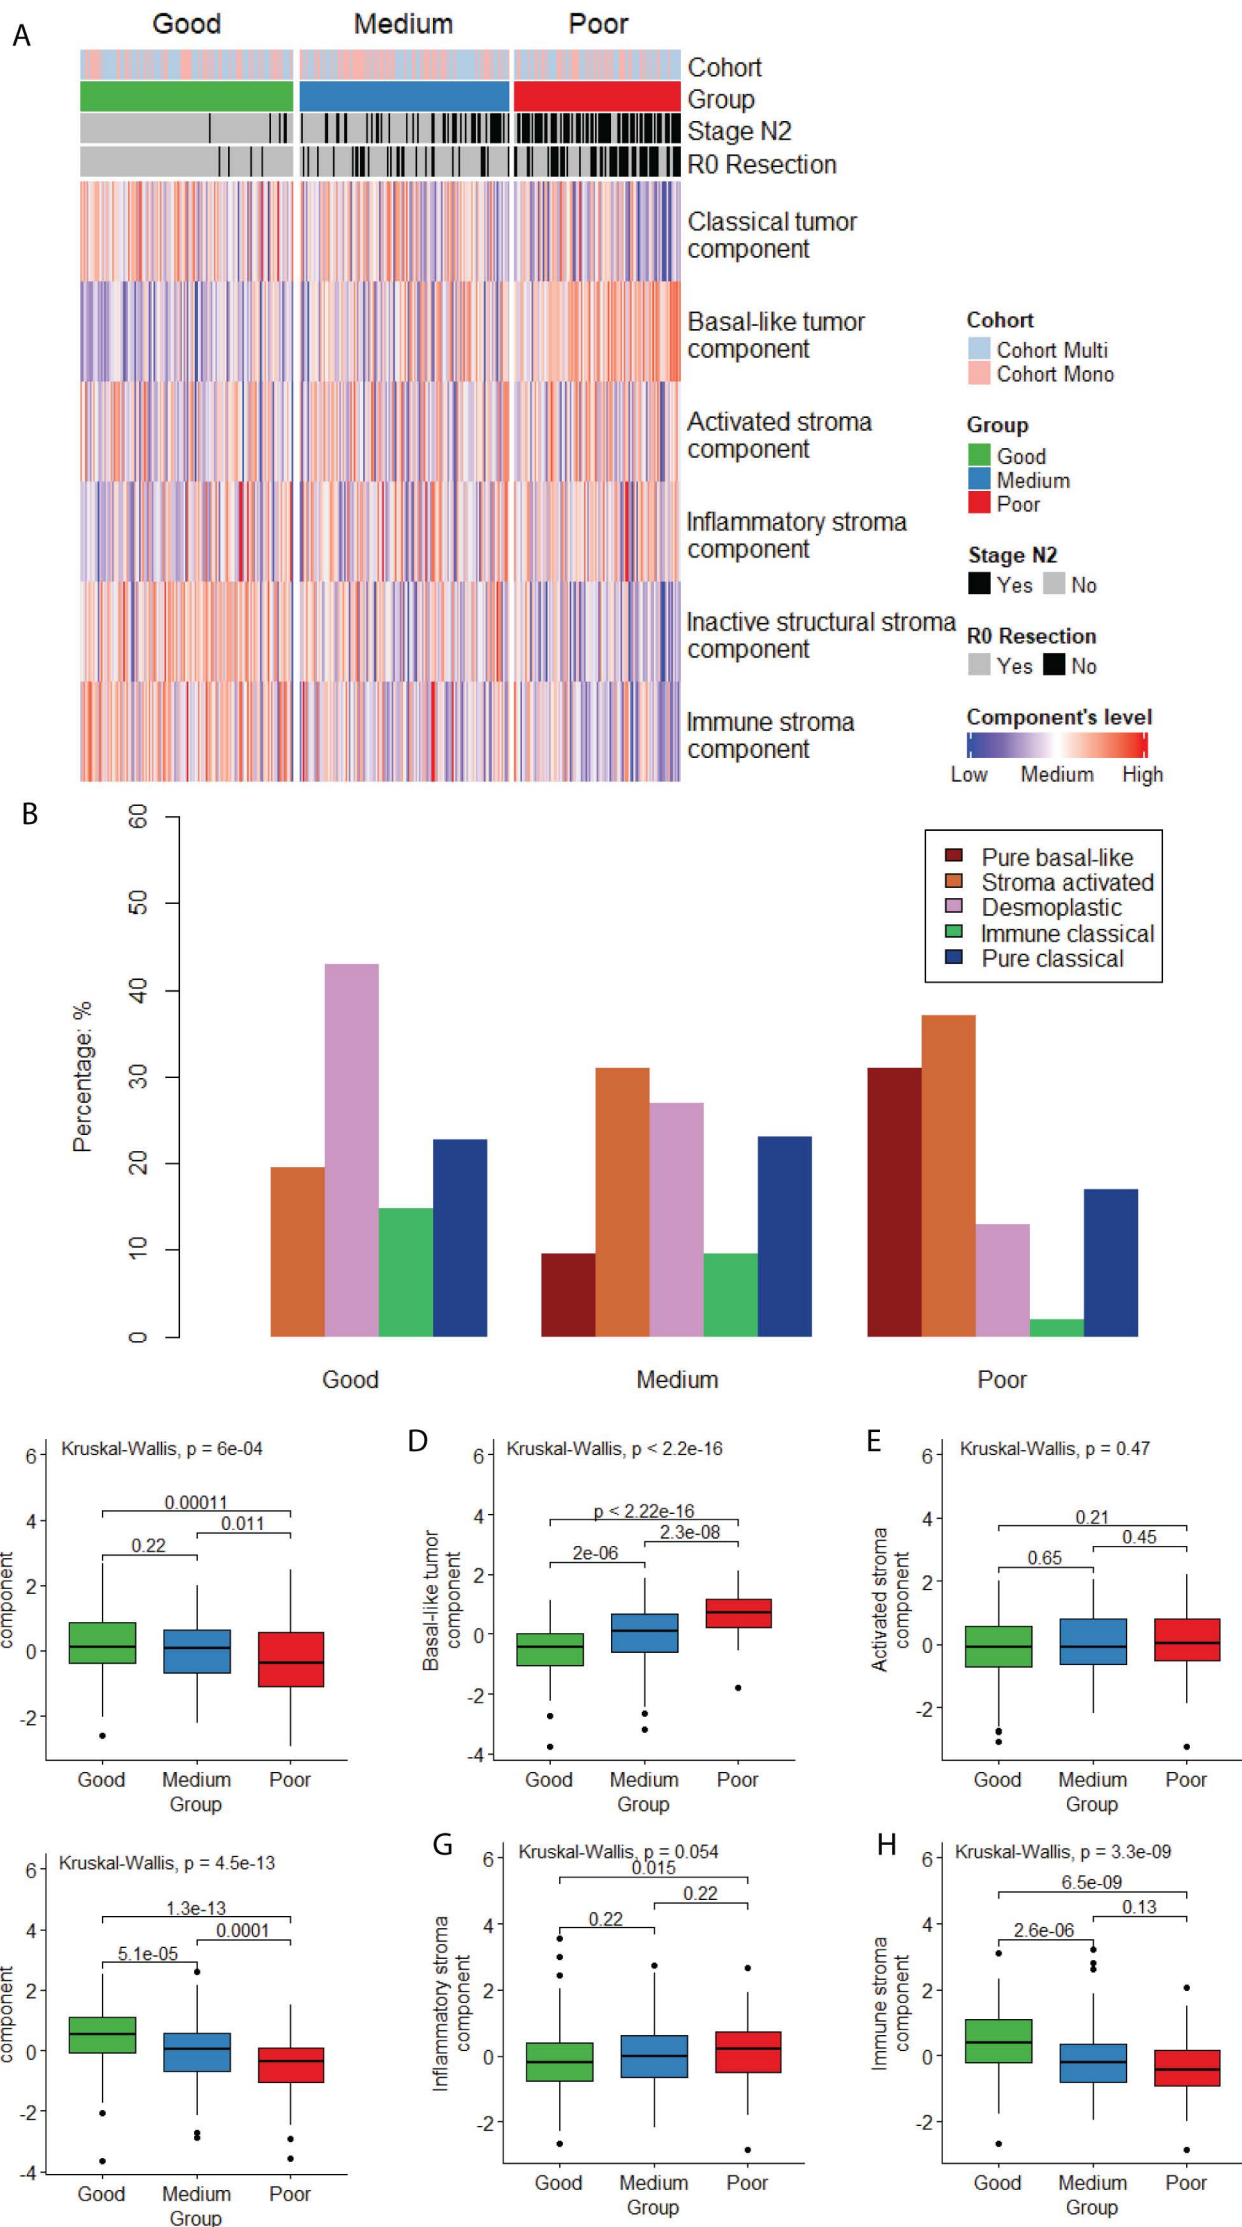 A
Good Medium Poor
Cohort
Group
Stage N2
R0 Resection
Classical tumor
component
Basal-like tumor
component
Activated stroma
component
Inflammatory stroma
component
Inactive structural stroma
component
Immune stroma
component
Cohort
Cohort Multi
Cohort Mono
Group
Good
Medium
Poor
Stage N2
Yes No
R0 Resection
Yes No
Component's level
Low Medium High
B
Percentage: %
60
50
40
30
20
10
0
Pure basal-like
Stroma activated
Desmoplastic
Immune classical
Pure classical
Good Medium Poor
Kruskal-Wallis, p = 6e-04
0.00011
0.011
0.22
component
6
4
2
0
-2
Good Medium Poor
Group
D
Kruskal-Wallis, p < 2.2e-16
p < 2.22e-16
2.3e-08
2e-06
Basal-like tumor
component
6
4
2
0
-2
-4
Good Medium Poor
Group
E
Kruskal-Wallis, p = 0.47
0.21
0.45
0.65
Activated stroma
component
6
4
2
0
-2
Good Medium Poor
Group
Kruskal-Wallis, p = 4.5e-13
1.3e-13
0.0001
5.1e-05
component
6
4
2
0
-2
-4
Good Medium Poor
Group
G
Kruskal-Wallis, p = 0.054
0.015
0.22
0.22
Inflammatory stroma
component
6
4
2
0
-2
Good Medium Poor
Group
H
Kruskal-Wallis, p = 3.3e-09
6.5e-09
0.13
2.6e-06
Immune stroma
component
6
4
2
0
-2
Good Medium Poor
Group